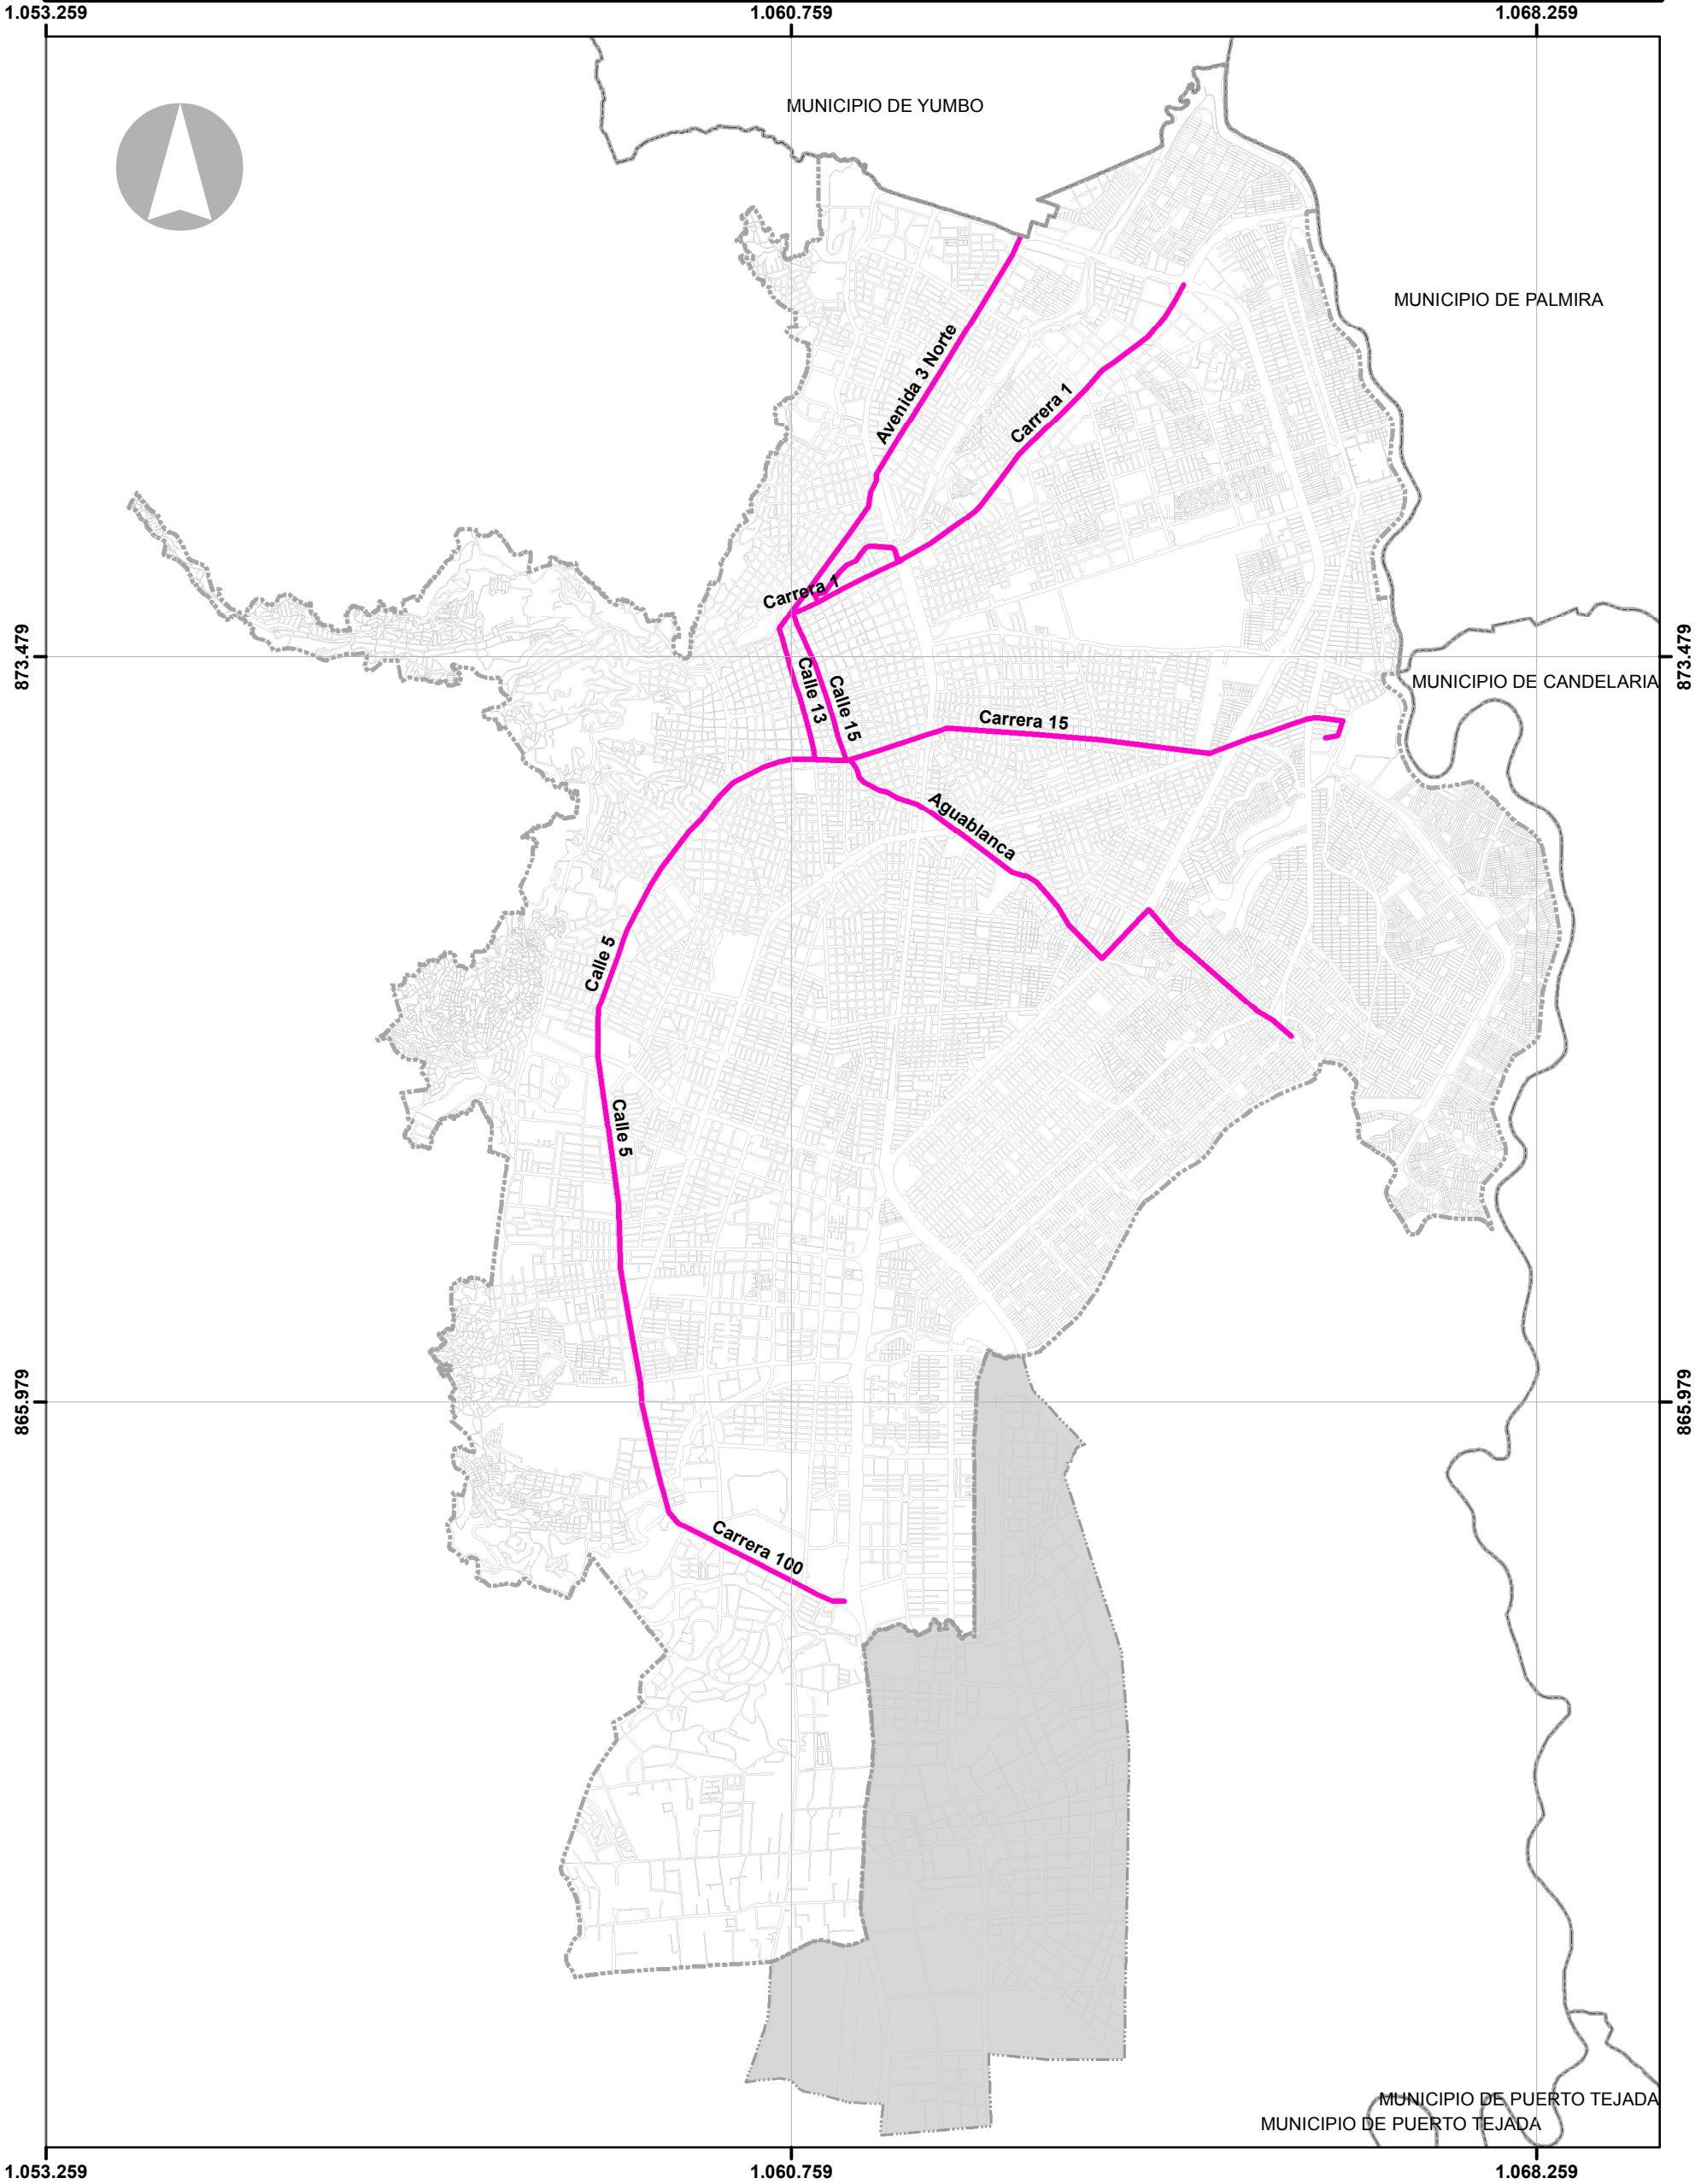 1.053.259
1.060.759
1.068.259
MUNICIPIO DE YUMBO
MUNICIPIO DE PALMIRA
Avenida 3 Norte
Carrera 1
Carrera 1
873.479
873.479
MUNICIPIO DE CANDELARIA
Calle 13
Calle 15
Carrera 15
Aguablanca
Calle 5
Calle 5
865.979
865.979
Carrera 100
MUNICIPIO DE PUERTO TEJADA
MUNICIPIO DE PUERTO TEJADA
1.053.259
1.060.759
1.068.259